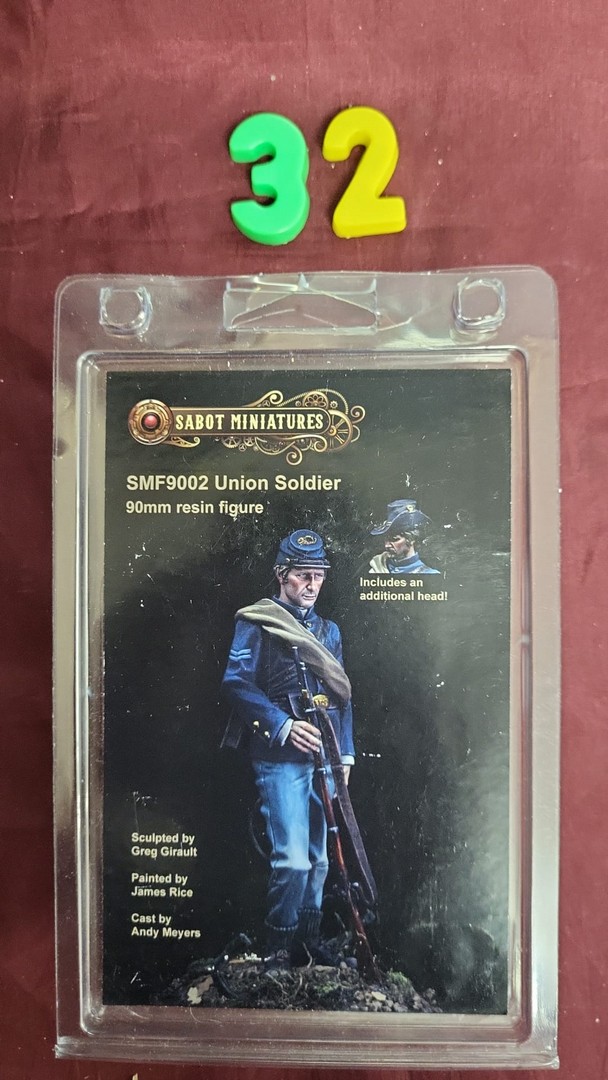 32
SABOT MINIATURES
SMF9002 Union Soldier
90mm resin figure
Includes an
additional head!
Sculpted by
Greg Girault
Painted by
James Rice
Cast by
Andy Meyers